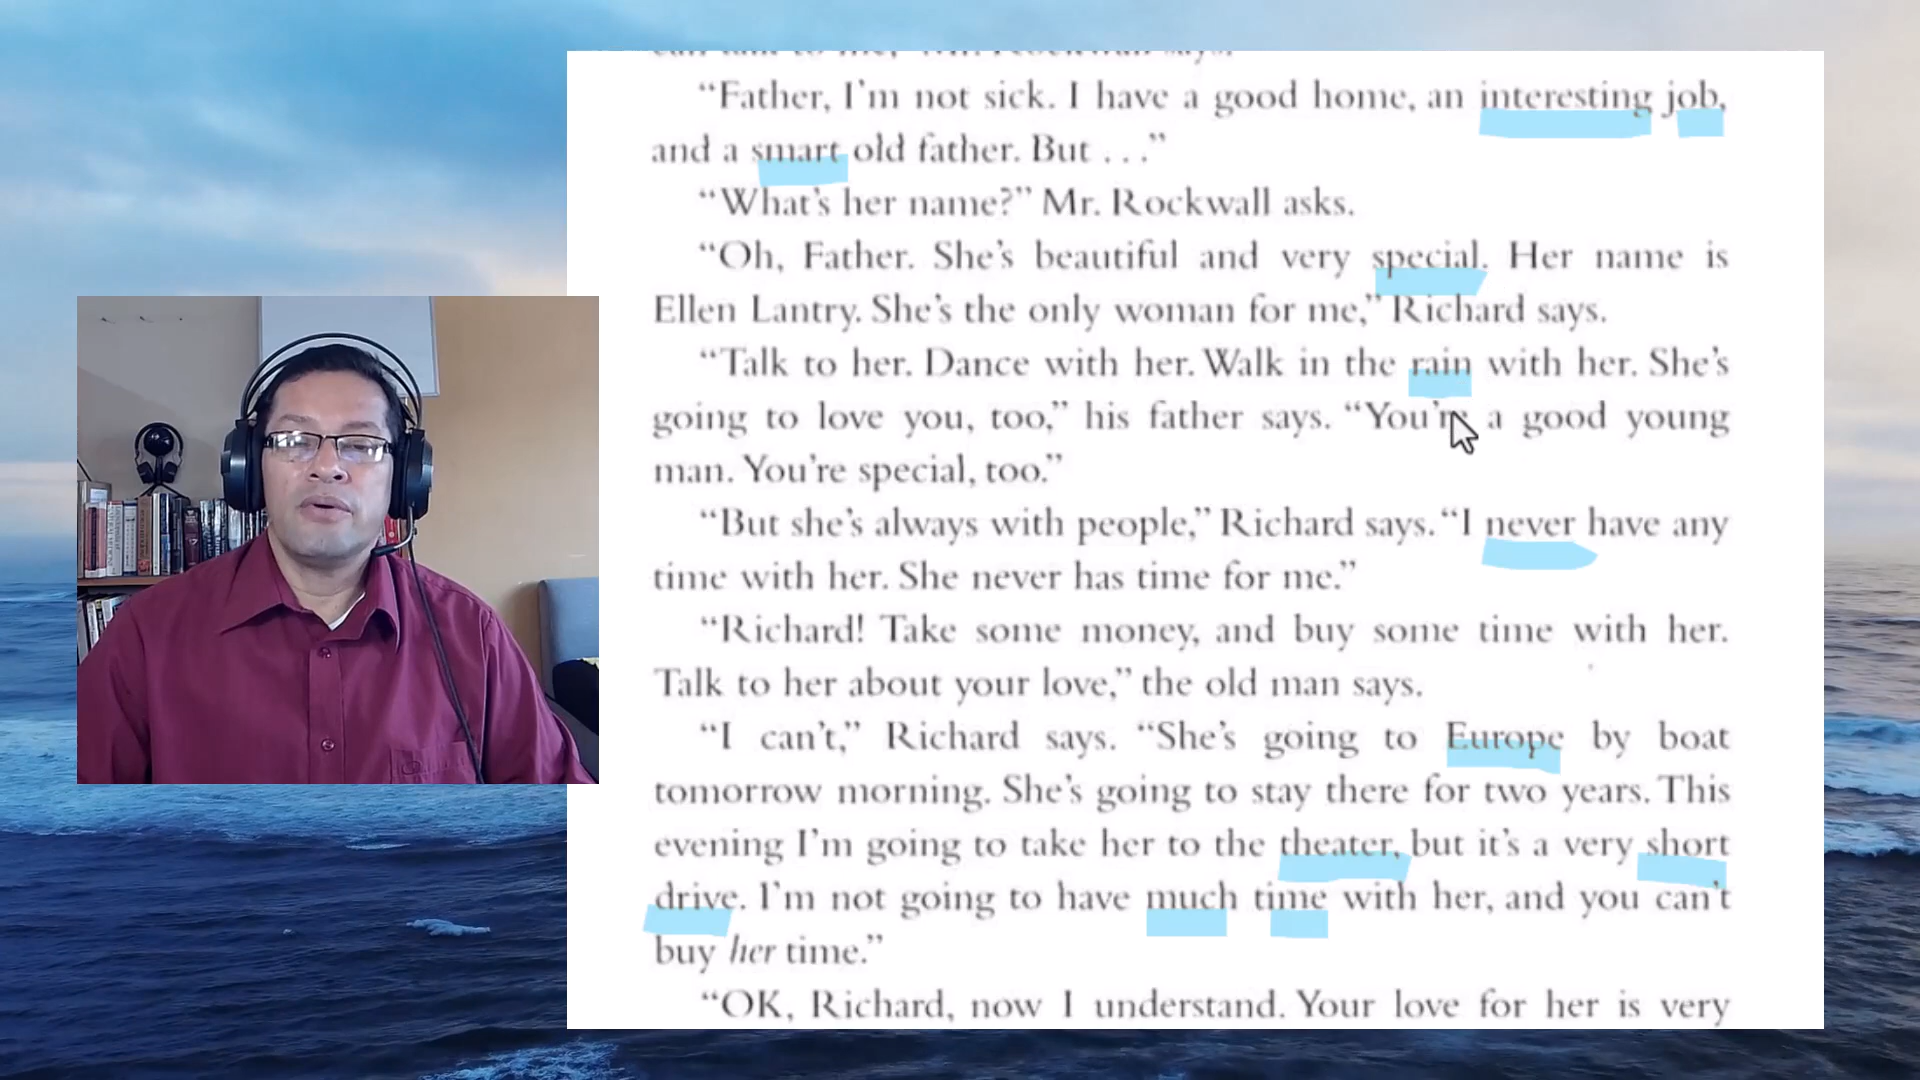 “Father, I’m not sick. I have a good home, an interesting job,
and a smart old father. But . . .”
“What’s her name?” Mr. Rockwall asks.
“Oh, Father. She’s beautiful and very special. Her name is
Ellen Lantry. She’s the only woman for me,” Richard says.
“Talk to her. Dance with her. Walk in the rain with her. She’s
going to love you, too,” his father says. “You’re a good young
man. You’re special, too.”
“But she’s always with people,” Richard says. “I never have any
time with her. She never has time for me.”
“Richard! Take some money, and buy some time with her.
Talk to her about your love,” the old man says.
“I can’t,” Richard says. “She’s going to Europe by boat
tomorrow morning. She’s going to stay there for two years. This
evening I’m going to take her to the theater, but it’s a very short
drive. I’m not going to have much time with her, and you can’t
buy her time.”
“OK, Richard, now I understand. Your love for her is very